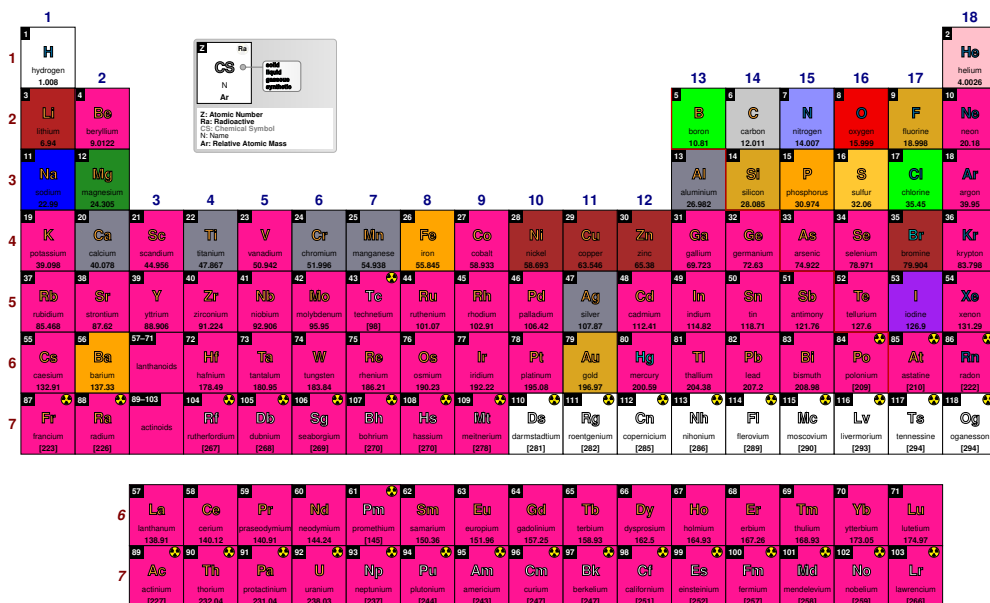 1 18
1 2
H He
hydrogen helium
1.008 4.0026
Z Ra
CS
N
Ar
solid
liquid
gaseous
synthetic
Z: Atomic Number
Ra: Radioactive
CS: Chemical Symbol
N: Name
Ar: Relative Atomic Mass
1
2 13 14 15 16 17
3 4 5 6 7 8 9 10
Li Be B C N O F Ne
lithium beryllium boron carbon nitrogen oxygen fluorine neon
6.94 9.0122 10.81 12.011 14.007 15.999 18.998 20.18
2
11 12 13 14 15 16 17 18
Na Mg Al Si P S Cl Ar
sodium magnesium aluminium silicon phosphorus sulfur chlorine argon
22.99 24.305 26.982 28.085 30.974 32.06 35.45 39.95
3
3 4 5 6 7 8 9 10 11 12
19 20 21 22 23 24 25 26 27 28 29 30 31 32 33 34 35 36
K Ca Sc Ti V Cr Mn Fe Co Ni Cu Zn Ga Ge As Se Br Kr
potassium calcium scandium titanium vanadium chromium manganese iron cobalt nickel copper zinc gallium germanium arsenic selenium bromine krypton
39.098 40.078 44.956 47.867 50.942 51.996 54.938 55.845 58.933 58.693 63.546 65.38 69.723 72.63 74.922 78.971 79.904 83.798
4
37 38 39 40 41 42 43 44 45 46 47 48 49 50 51 52 53 54
Rb Sr Y Zr Nb Mo Tc Ru Rh Pd Ag Cd In Sn Sb Te I Xe
rubidium strontium yttrium zirconium niobium molybdenum technetium ruthenium rhodium palladium silver cadmium indium tin antimony tellurium iodine xenon
85.468 87.62 88.906 91.224 92.906 95.95 [98] 101.07 102.91 106.42 107.87 112.41 114.82 118.71 121.76 127.6 126.9 131.29
5
55 56 57–71 72 73 74 75 76 77 78 79 80 81 82 83 84 85 86
Cs Ba Hf Ta W Re Os Ir Pt Au Hg Tl Pb Bi Po At Rn
caesium barium lanthanoids hafnium tantalum tungsten rhenium osmium iridium platinum gold mercury thallium lead bismuth polonium astatine radon
132.91 137.33 178.49 180.95 183.84 186.21 190.23 192.22 195.08 196.97 200.59 204.38 207.2 208.98 [209] [210] [222]
6
87 88 89–103 104 105 106 107 108 109 110 111 112 113 114 115 116 117 118
Fr Ra Rf Db Sg Bh Hs Mt Ds Rg Cn Nh Fl Mc Lv Ts Og
francium radium actinoids rutherfordium dubnium seaborgium bohrium hassium meitnerium darmstadtium roentgenium copernicium nihonium flerovium moscovium livermorium tennessine oganesson
[223] [226] [267] [268] [269] [270] [270] [278] [281] [282] [285] [286] [289] [290] [293] [294] [294]
7
57 58 59 60 61 62 63 64 65 66 67 68 69 70 71
La Ce Pr Nd Pm Sm Eu Gd Tb Dy Ho Er Tm Yb Lu
lanthanum cerium praseodymium neodymium promethium samarium europium gadolinium terbium dysprosium holmium erbium thulium ytterbium lutetium
138.91 140.12 140.91 144.24 [145] 150.36 151.96 157.25 158.93 162.5 164.93 167.26 168.93 173.05 174.97
6
89 90 91 92 93 94 95 96 97 98 99 100 101 102 103
Ac Th Pa U Np Pu Am Cm Bk Cf Es Fm Md No Lr
actinium thorium protactinium uranium neptunium plutonium americium curium berkelium californium einsteinium fermium mendelevium nobelium lawrencium
[227] 232.04 231.04 238.03 [237] [244] [243] [247] [247] [251] [252] [257] [258] [259] [266]
7